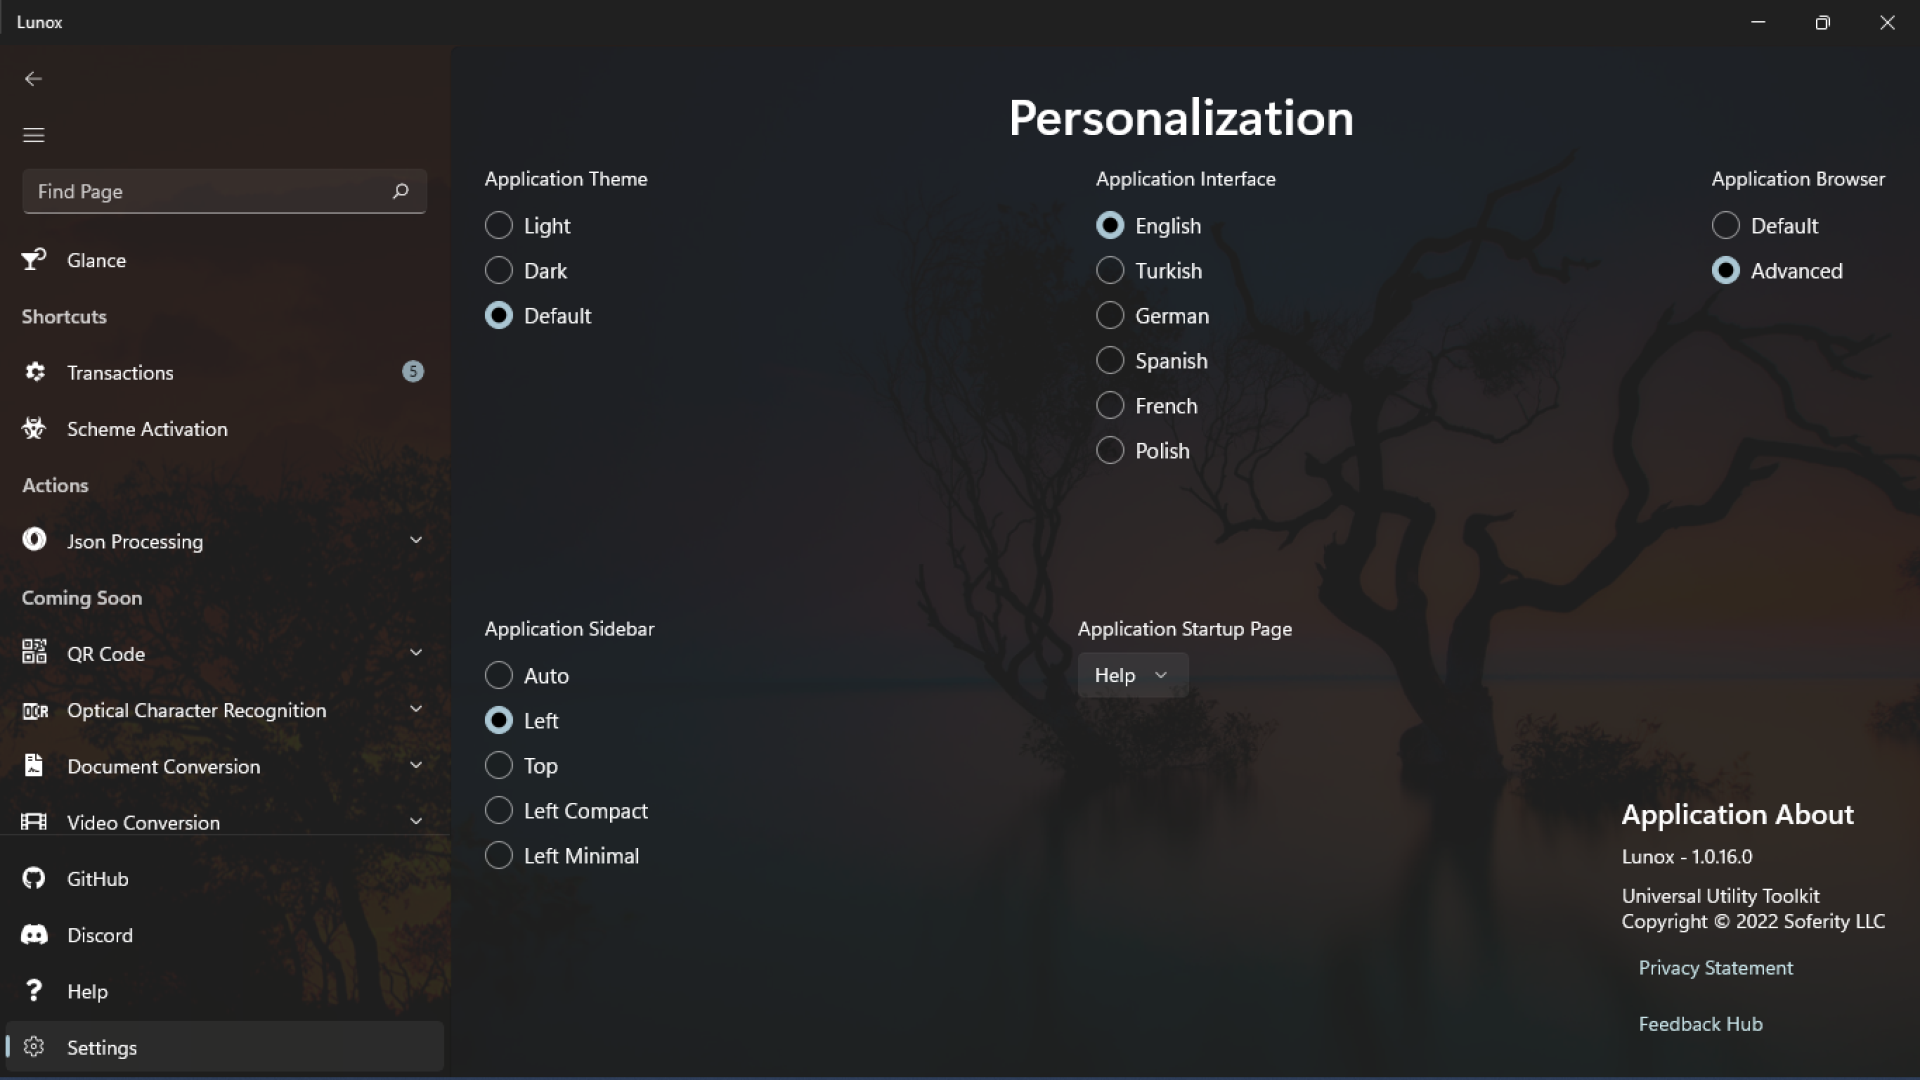 Lunox
Find Page
Glance
Shortcuts
Transactions 5
Scheme Activation
Actions
Json Processing
Coming Soon
QR Code
OCR Optical Character Recognition
Document Conversion
Video Conversion
GitHub
Discord
? Help
Settings
Personalization
Application Theme
Light
Dark
Default
Application Interface
English
Turkish
German
Spanish
French
Polish
Application Browser
Default
Advanced
Application Sidebar
Auto
Left
Top
Left Compact
Left Minimal
Application Startup Page
Help
Application About
Lunox - 1.0.16.0
Universal Utility Toolkit
Copyright © 2022 Soferity LLC
Privacy Statement
Feedback Hub